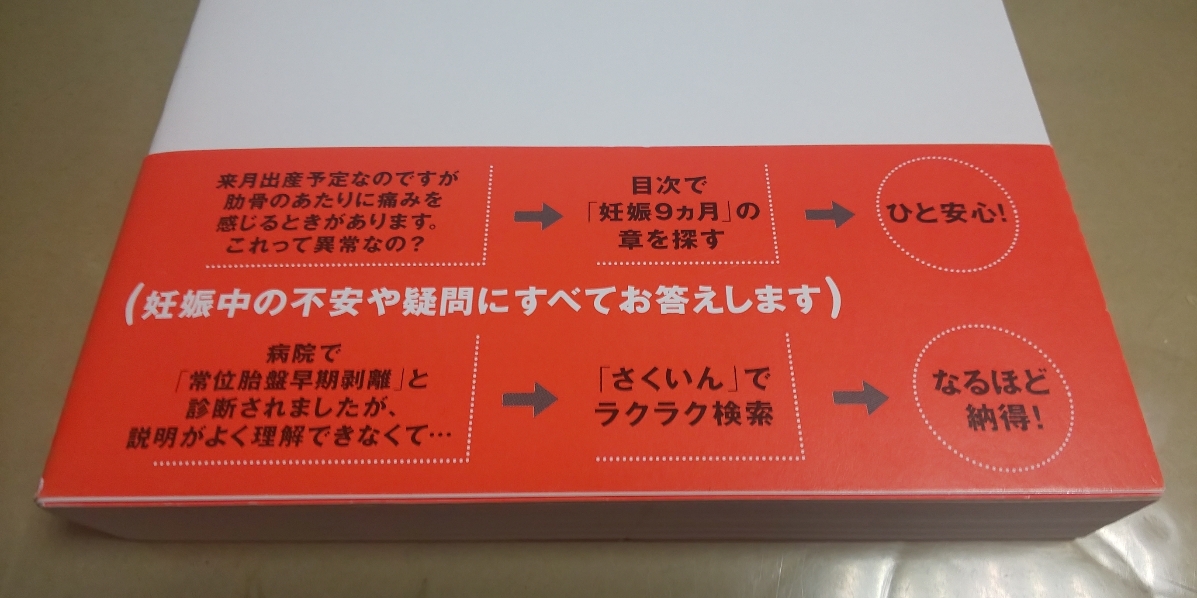 来月出産予定なのですが
肋骨のあたりに痛みを
感じるときがあります。
これって異常なの？
目次で
「妊娠9ヵ月」の
章を探す
ひと安心！
（妊娠中の不安や疑問にすべてお答えします）
病院で
「常位胎盤早期剥離」と
診断されましたが、
説明がよく理解できなくて…
「さくいん」で
ラクラク検索
なるほど
納得！